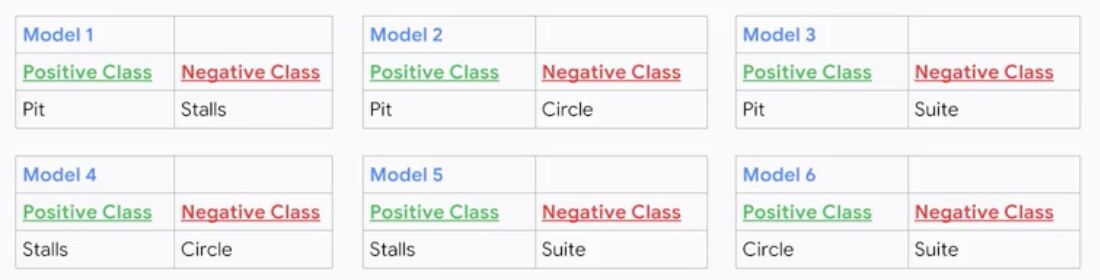 Model 1
Positive Class Negative Class
Pit Stalls
Model 2
Positive Class Negative Class
Pit Circle
Model 3
Positive Class Negative Class
Pit Suite
Model 4
Positive Class Negative Class
Stalls Circle
Model 5
Positive Class Negative Class
Stalls Suite
Model 6
Positive Class Negative Class
Circle Suite